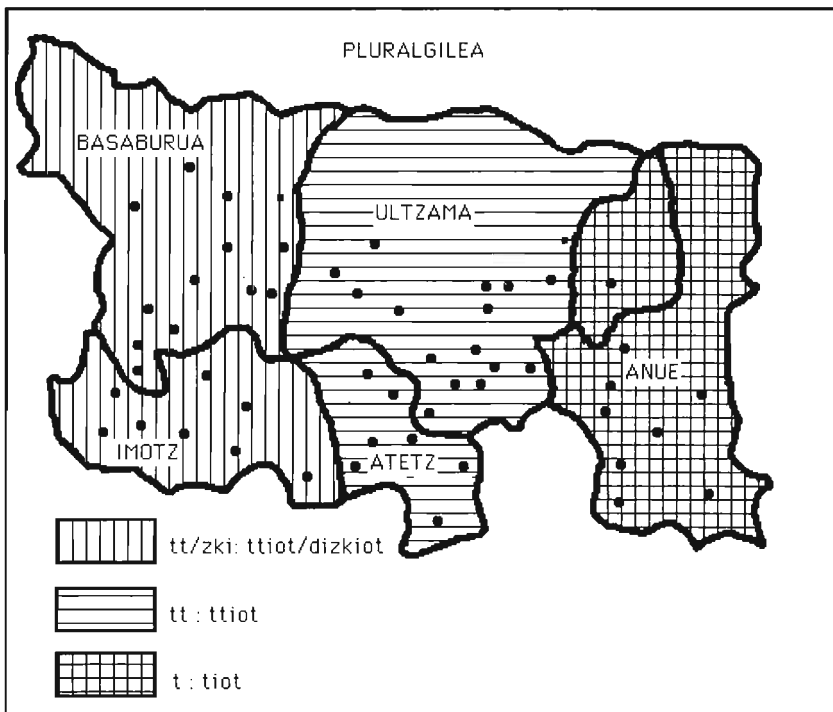 PLURALGILEA
BASABURUA
ULTZAMA
ANUE
IMOTZ
ATETZ
tt/zki: ttiot/dizkiot
tt : ttiot
t : tiot